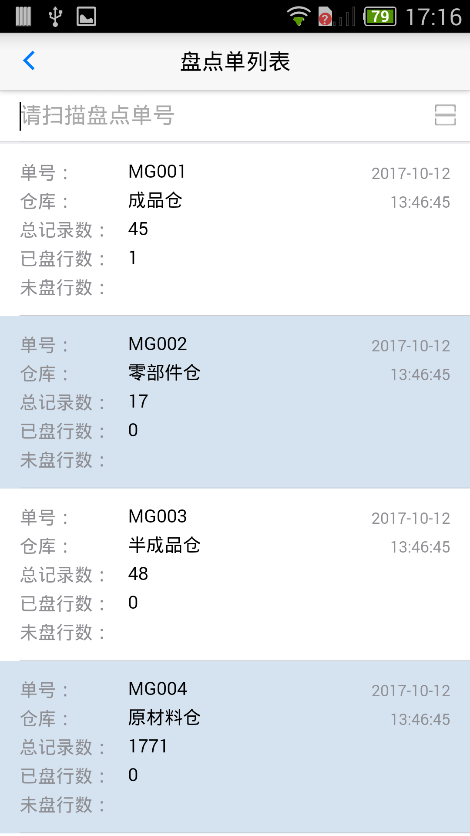 79 17:16
盘点单列表
请扫描盘点单号
单号： MG001 2017-10-12
仓库： 成品仓 13:46:45
总记录数： 45
已盘行数： 1
未盘行数：
单号： MG002 2017-10-12
仓库： 零部件仓 13:46:45
总记录数： 17
已盘行数： 0
未盘行数：
单号： MG003 2017-10-12
仓库： 半成品仓 13:46:45
总记录数： 48
已盘行数： 0
未盘行数：
单号： MG004 2017-10-12
仓库： 原材料仓 13:46:45
总记录数： 1771
已盘行数： 0
未盘行数：